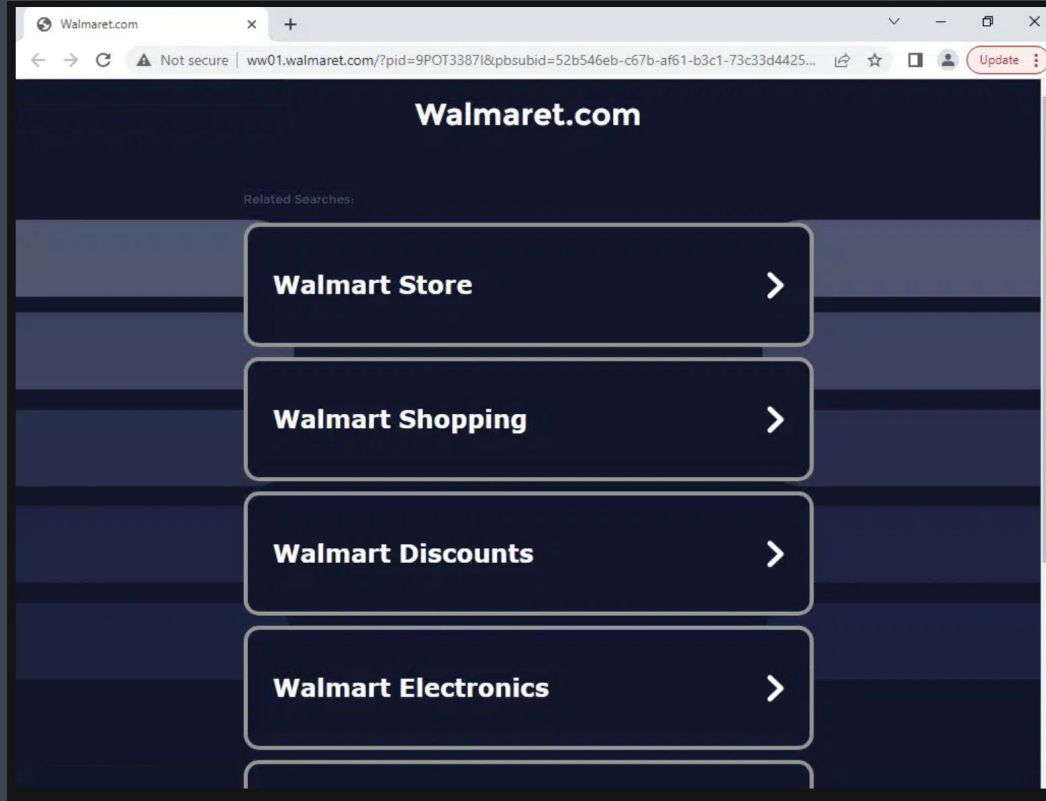 Walmaret.com
Not secure ww01.walmaret.com/?pid=9POT3387I8&pbsubid=52b546eb-c67b-af61-b3c1-73c33d4425...
Update
Walmaret.com
Related Searches:
Walmart Store
Walmart Shopping
Walmart Discounts
Walmart Electronics